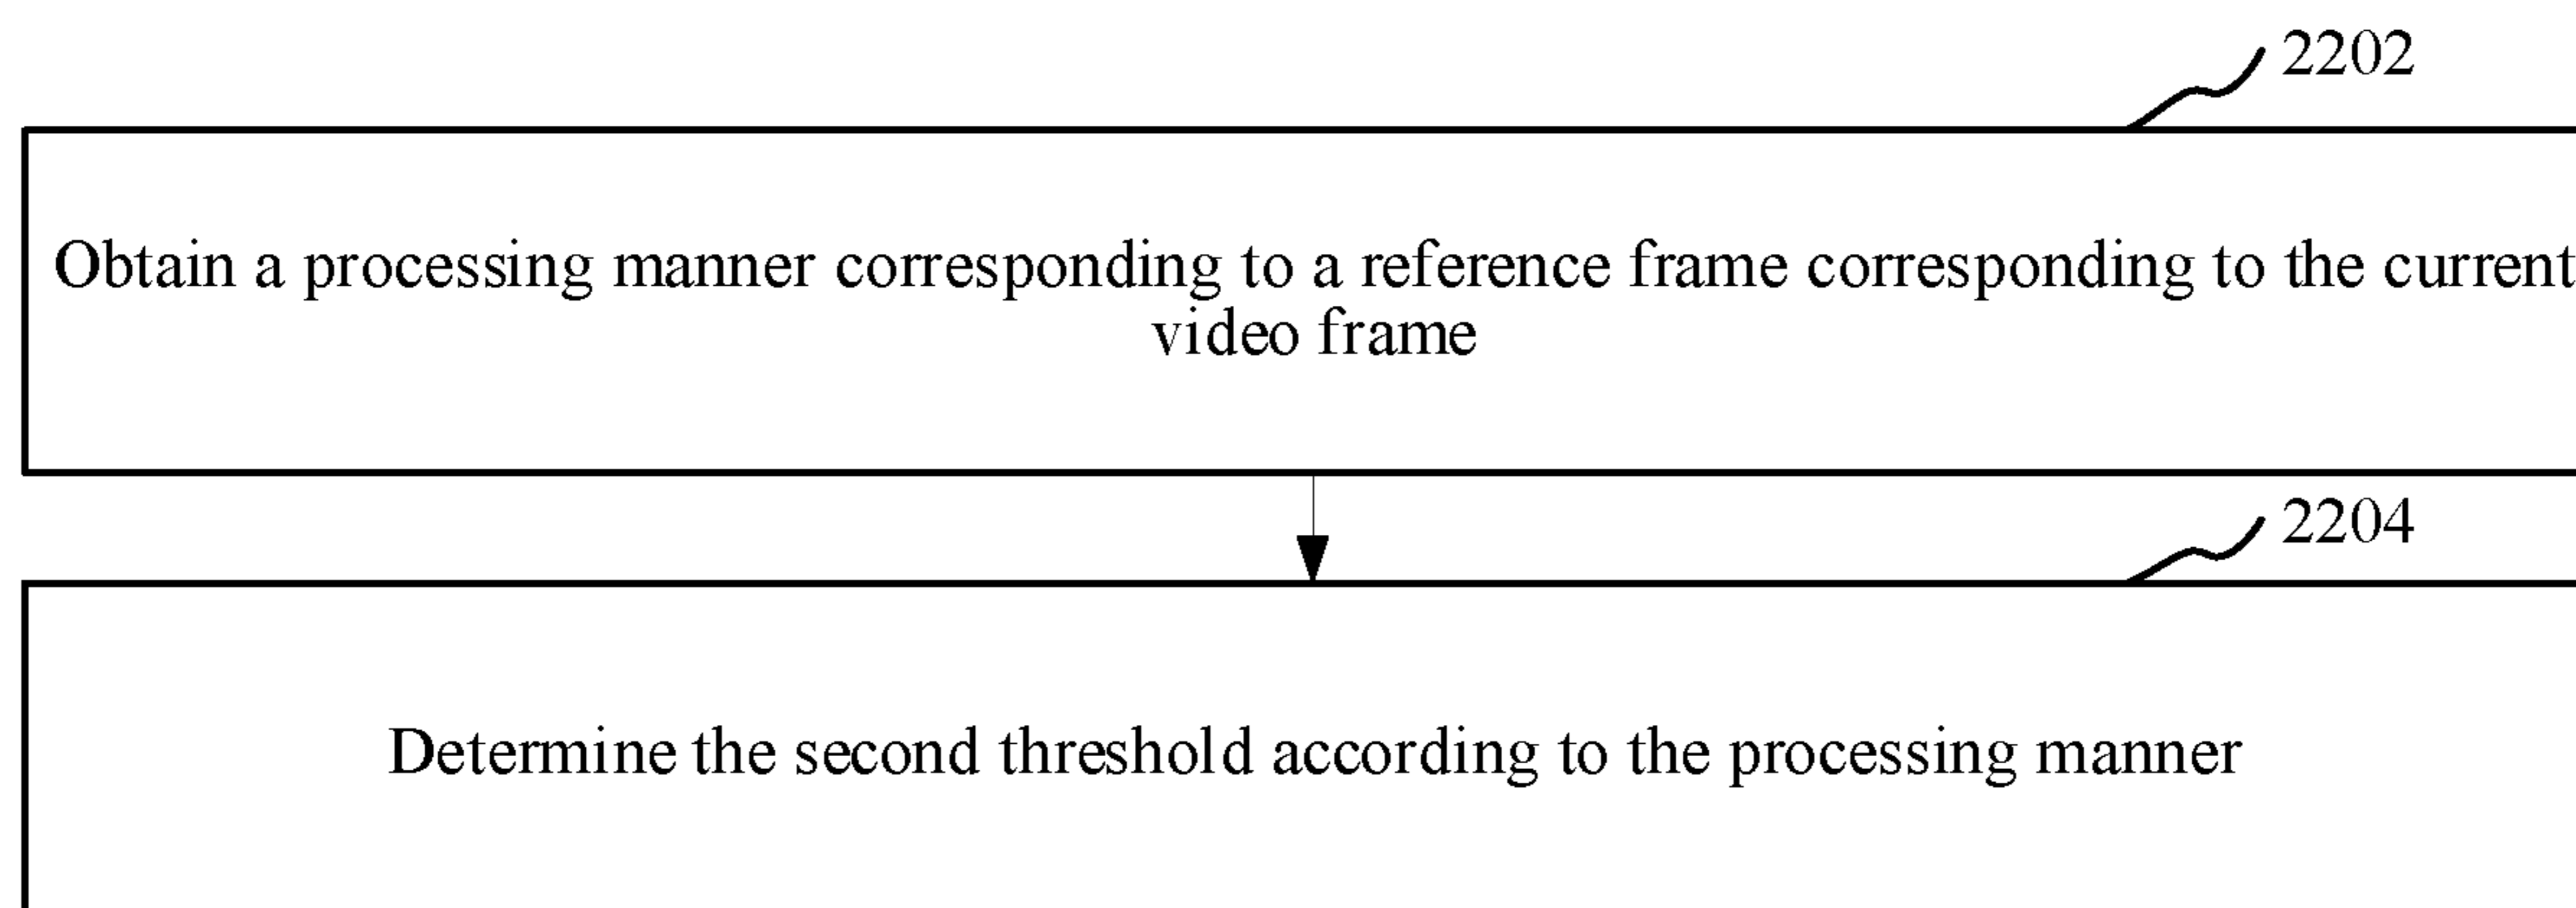 2202
Obtain a processing manner corresponding to a reference frame corresponding to the current
video frame
2204
Determine the second threshold according to the processing manner